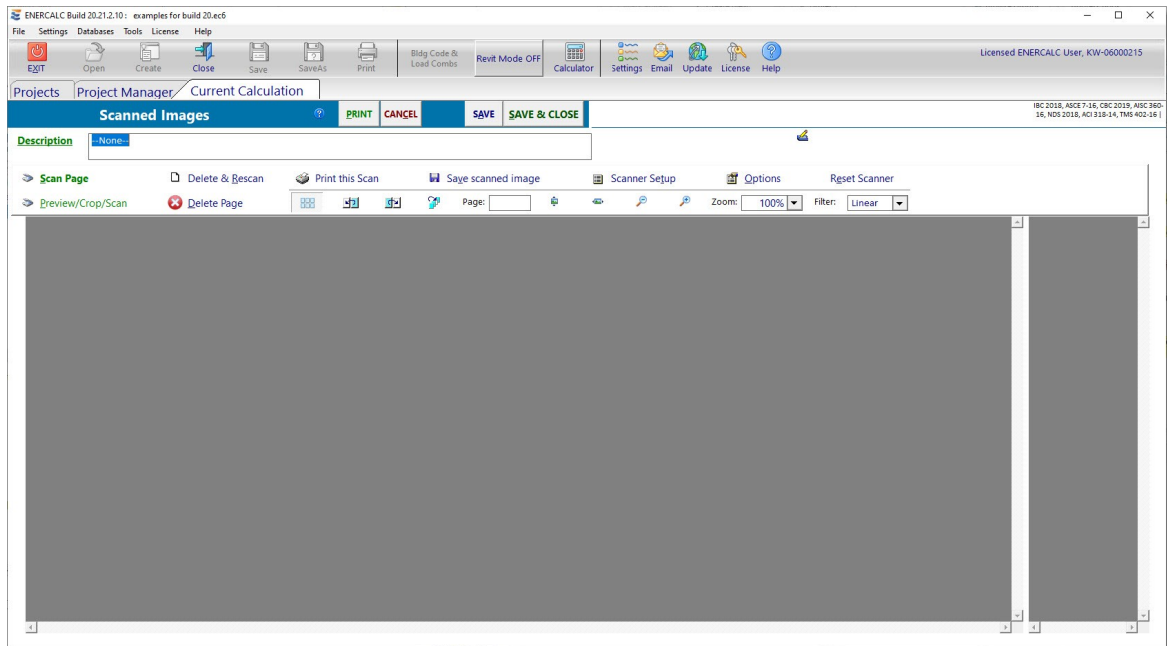 ENERCALC Build 20.21.2.10 : examples for build 20.ec6
File Settings Databases Tools License Help
EXIT Open Create Close Save SaveAs Print Bldg Code & Load Combs Revit Mode OFF Calculator Settings Email Update License Help Licensed ENERCALC User, KW-06000215
Projects Project Manager Current Calculation
Scanned Images PRINT CANCEL SAVE SAVE & CLOSE
IBC 2018, ASCE 7-16, CBC 2019, AISC 360-
16, NDS 2018, ACI 318-14, TMS 402-16 |
Description --None--
Scan Page Delete & Rescan Print this Scan Save scanned image Scanner Setup Options Reset Scanner
Preview/Crop/Scan Delete Page Page: Zoom: 100% Filter: Linear